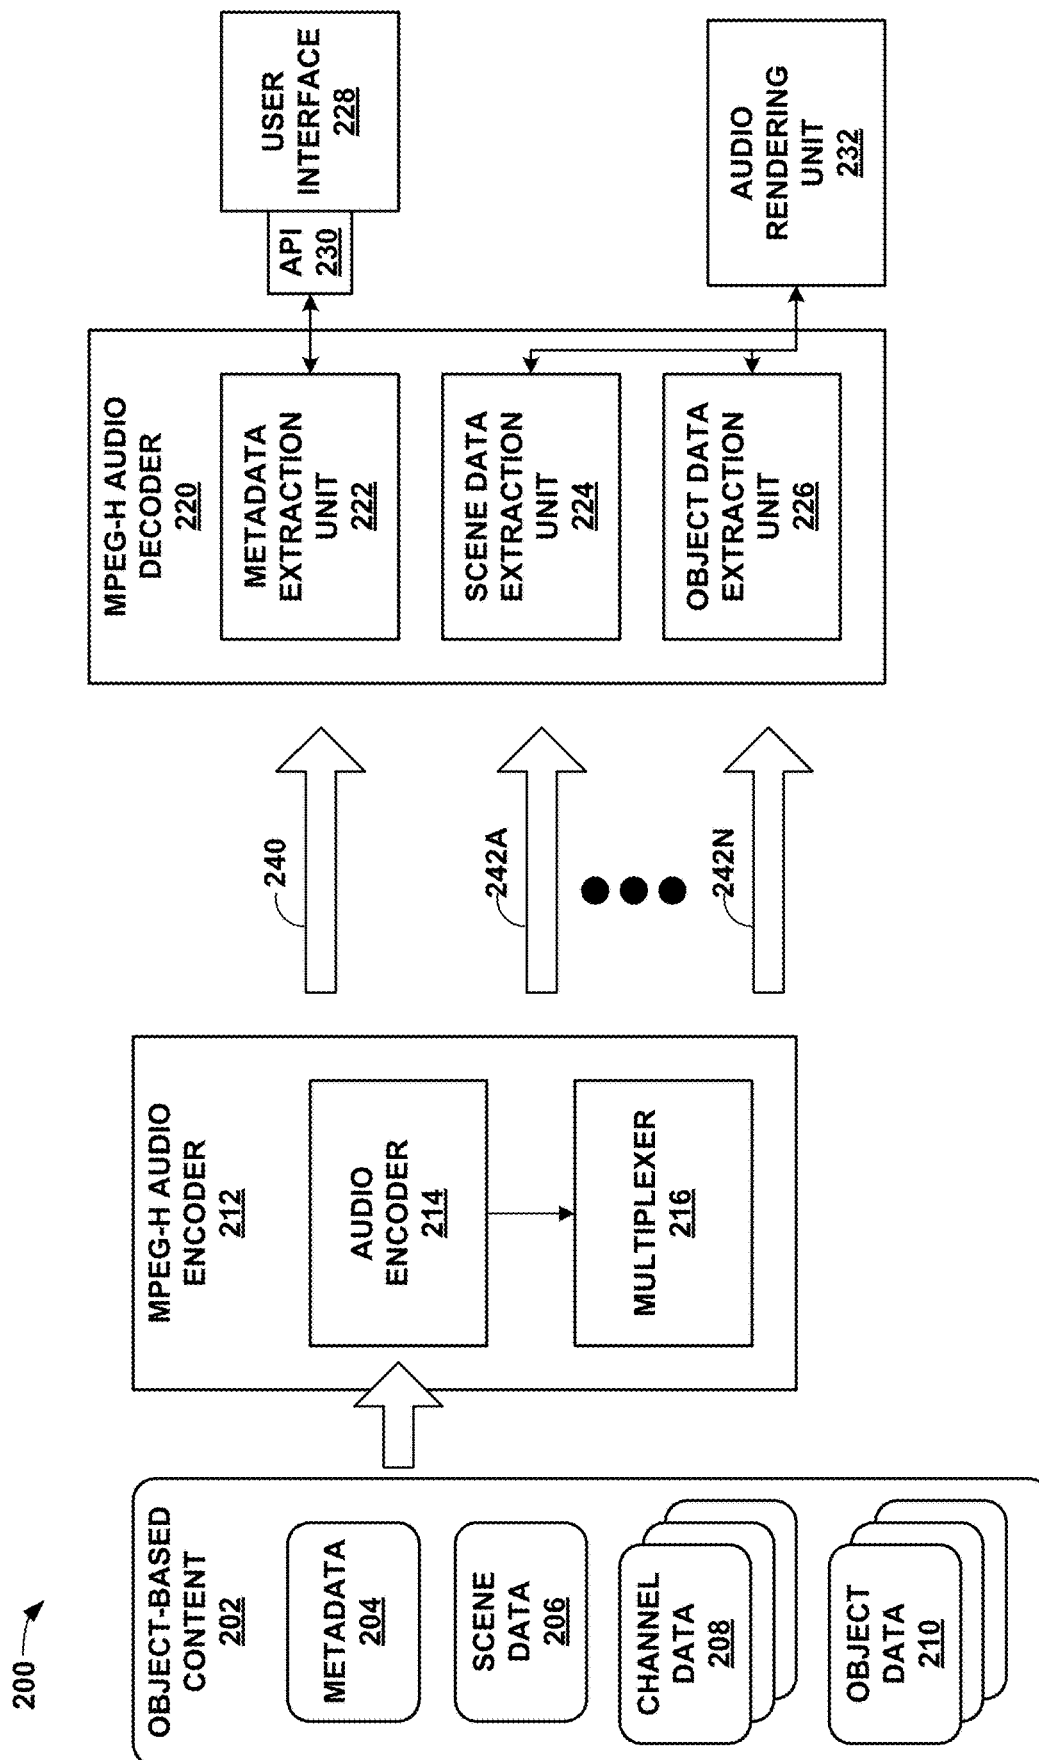 200
OBJECT-BASED
CONTENT
202
METADATA
204
SCENE
DATA
206
CHANNEL
DATA
208
OBJECT
DATA
210
MPEG-H AUDIO
ENCODER
212
AUDIO
ENCODER
214
MULTIPLEXER
216
240
242A
242N
MPEG-H AUDIO
DECODER
220
METADATA
EXTRACTION
UNIT
222
SCENE DATA
EXTRACTION
UNIT
224
OBJECT DATA
EXTRACTION
UNIT
226
API
230
USER
INTERFACE
228
AUDIO
RENDERING
UNIT
232